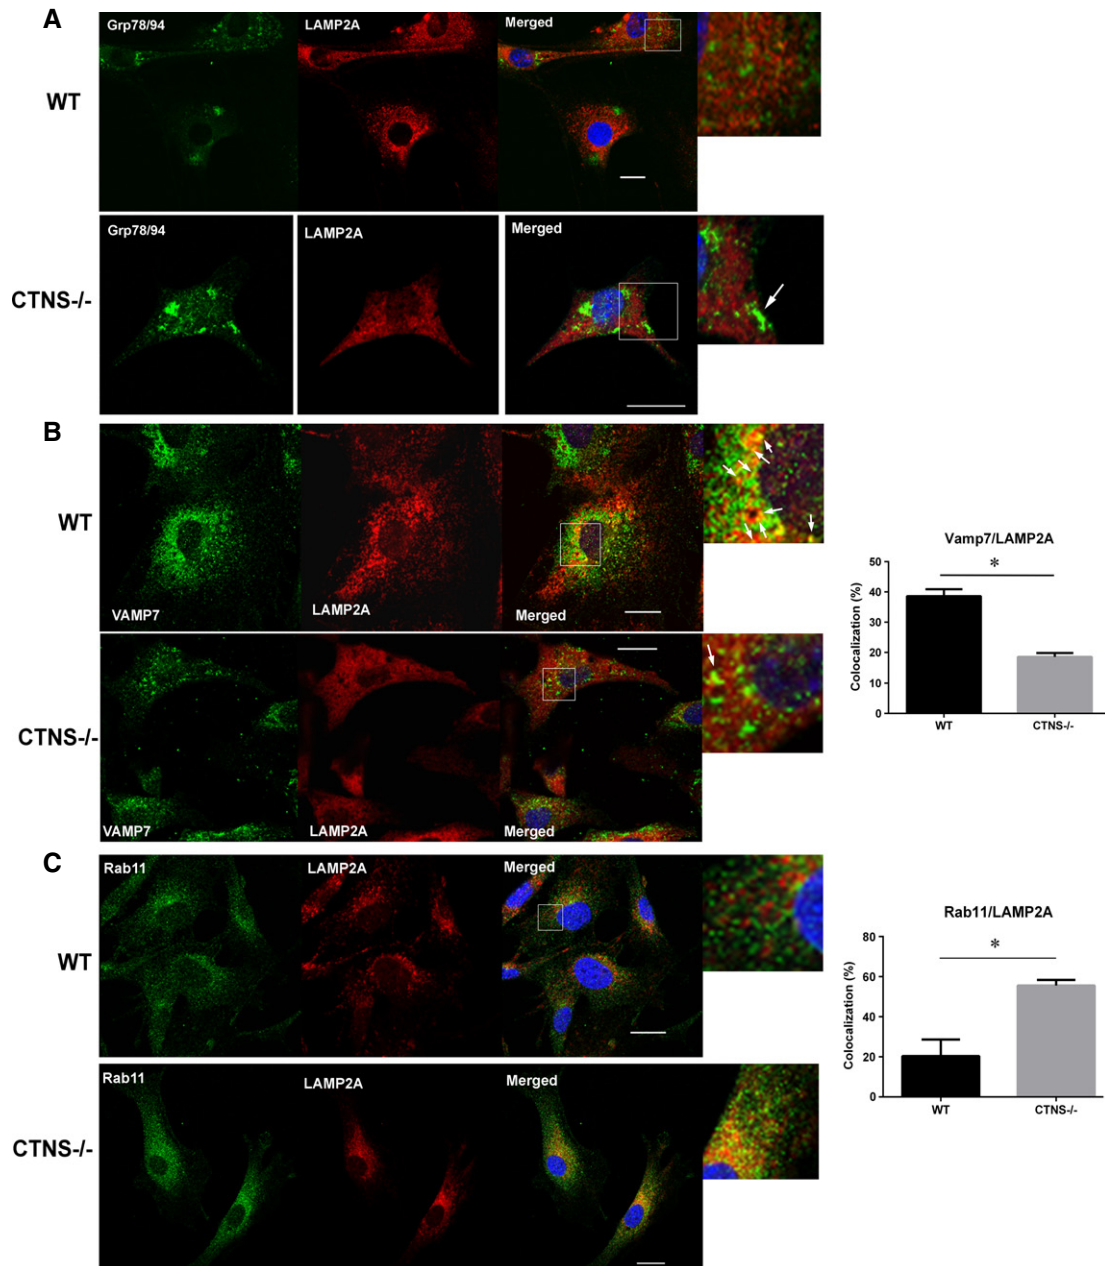 A
Grp78/94 LAMP2A Merged
WT
Grp78/94 LAMP2A Merged
CTNS-/-
B
WT
VAMP7 LAMP2A Merged
CTNS-/-
VAMP7 LAMP2A Merged
Vamp7/LAMP2A
*
Colocalization (%)
50
40
30
20
10
0
WT CTNS-/-
C
Rab11 LAMP2A Merged
WT
Rab11 LAMP2A Merged
CTNS-/-
Rab11/LAMP2A
*
Colocalization (%)
80
60
40
20
0
WT CTNS-/-